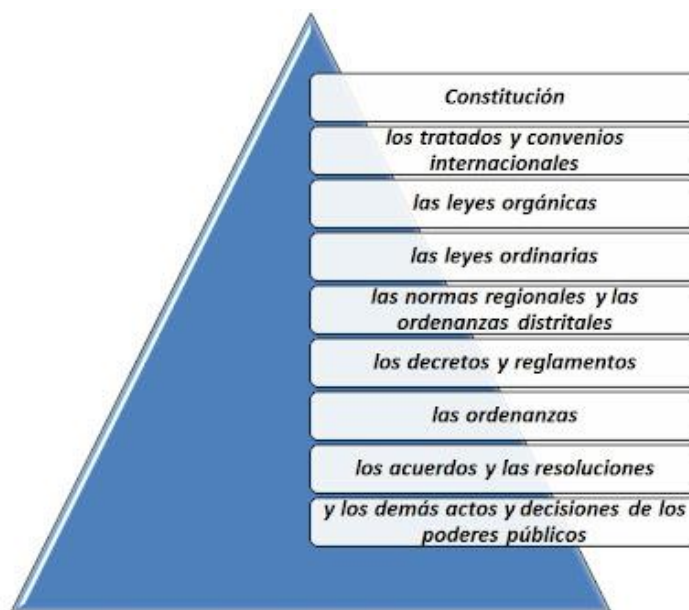 Constitución
los tratados y convenios
internacionales
las leyes orgánicas
las leyes ordinarias
las normas regionales y las
ordenanzas distritales
los decretos y reglamentos
las ordenanzas
los acuerdos y las resoluciones
y los demás actos y decisiones de los
poderes públicos